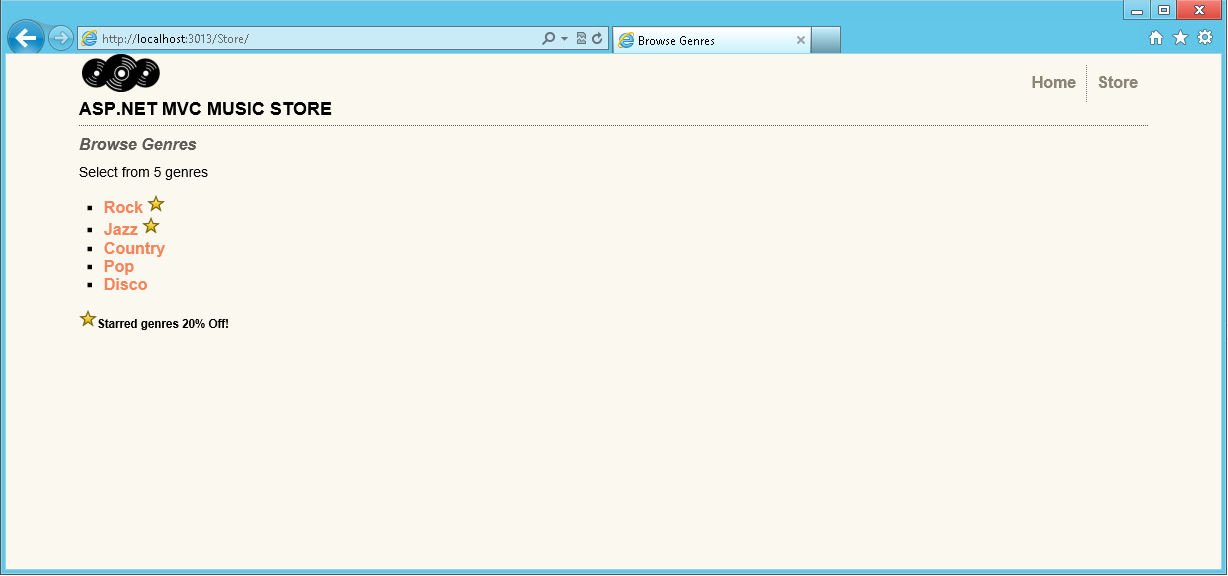 http://localhost:3013/Store/
Browse Genres
Home
Store
ASP.NET MVC MUSIC STORE
Browse Genres
Select from 5 genres
Rock
Jazz
Country
Pop
Disco
Starred genres 20% Off!